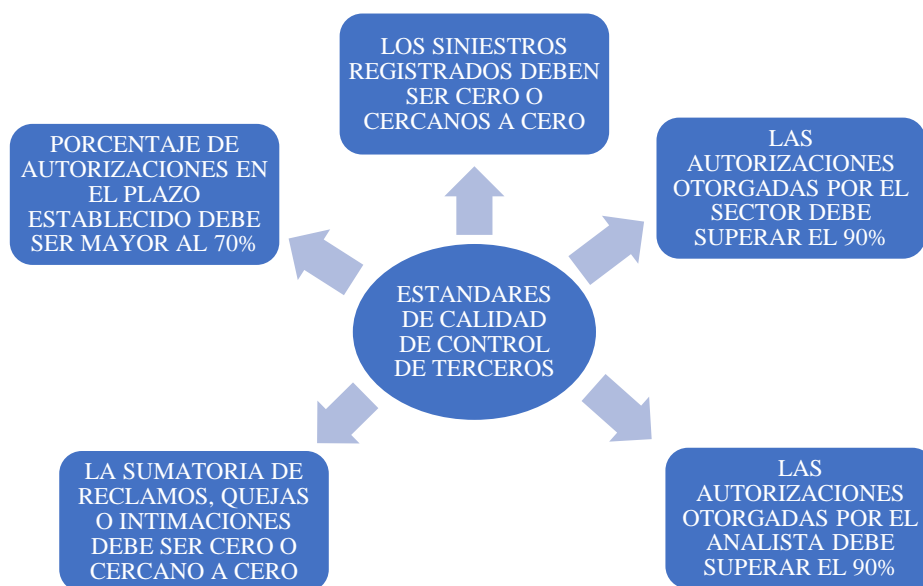 LOS SINIESTROS
REGISTRADOS DEBEN
SER CERO O
CERCANOS A CERO
PORCENTAJE DE
AUTORIZACIONES EN
EL PLAZO
ESTABLECIDO DEBE
SER MAYOR AL 70%
LAS
AUTORIZACIONES
OTORGADAS POR EL
SECTOR DEBE
SUPERAR EL 90%
ESTANDARES
DE CALIDAD
DE CONTROL
DE TERCEROS
LA SUMATORIA DE
RECLAMOS, QUEJAS
O INTIMACIONES
DEBE SER CERO O
CERCANO A CERO
LAS
AUTORIZACIONES
OTORGADAS POR EL
ANALISTA DEBE
SUPERAR EL 90%